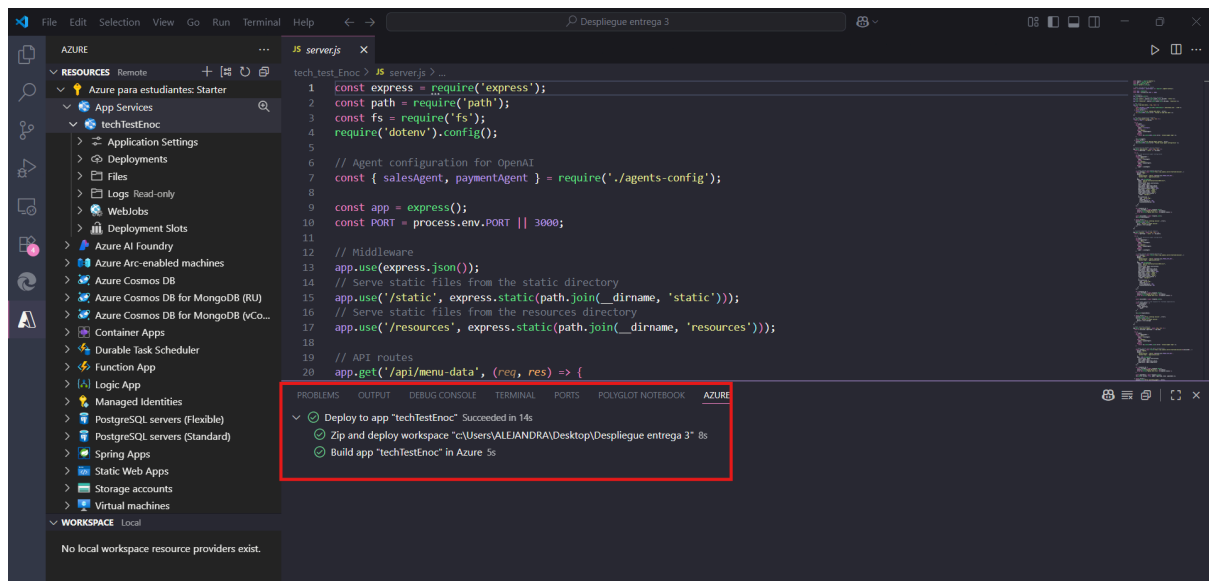 File Edit Selection View Go Run Terminal Help
Despliegue entrega 3
AZURE
RESOURCES Remote
Azure para estudiantes: Starter
App Services
techTestEnoc
Application Settings
Deployments
Files
Logs Read-only
WebJobs
Deployment Slots
Azure AI Foundry
Azure Arc-enabled machines
Azure Cosmos DB
Azure Cosmos DB for MongoDB (RU)
Azure Cosmos DB for MongoDB (vCo...
Container Apps
Durable Task Scheduler
Function App
Logic App
Managed Identities
PostgreSQL servers (Flexible)
PostgreSQL servers (Standard)
Spring Apps
Static Web Apps
Storage accounts
Virtual machines
WORKSPACE Local
No local workspace resource providers exist.
4
JS server.js
tech_test_Enoc > JS server.js > ...
1 const express = require('express');
2 const path = require('path');
3 const fs = require('fs');
4 require('dotenv').config();
5
6 // Agent configuration for OpenAI
7 const { salesAgent, paymentAgent } = require('./agents-config');
8
9 const app = express();
10 const PORT = process.env.PORT || 3000;
11
12 // Middleware
13 app.use(express.json());
14 // Serve static files from the static directory
15 app.use('/static', express.static(path.join(__dirname, 'static')));
16 // Serve static files from the resources directory
17 app.use('/resources', express.static(path.join(__dirname, 'resources')));
18
19 // API routes
20 app.get('/api/menu-data', (req, res) => {
PROBLEMS OUTPUT DEBUG CONSOLE TERMINAL PORTS POLYGLOT NOTEBOOK AZURE
Deploy to app "techTestEnoc" Succeeded in 14s
Zip and deploy workspace "c:\Users\ALEJANDRA\Desktop\Despliegue entrega 3" 8s
Build app "techTestEnoc" in Azure 5s